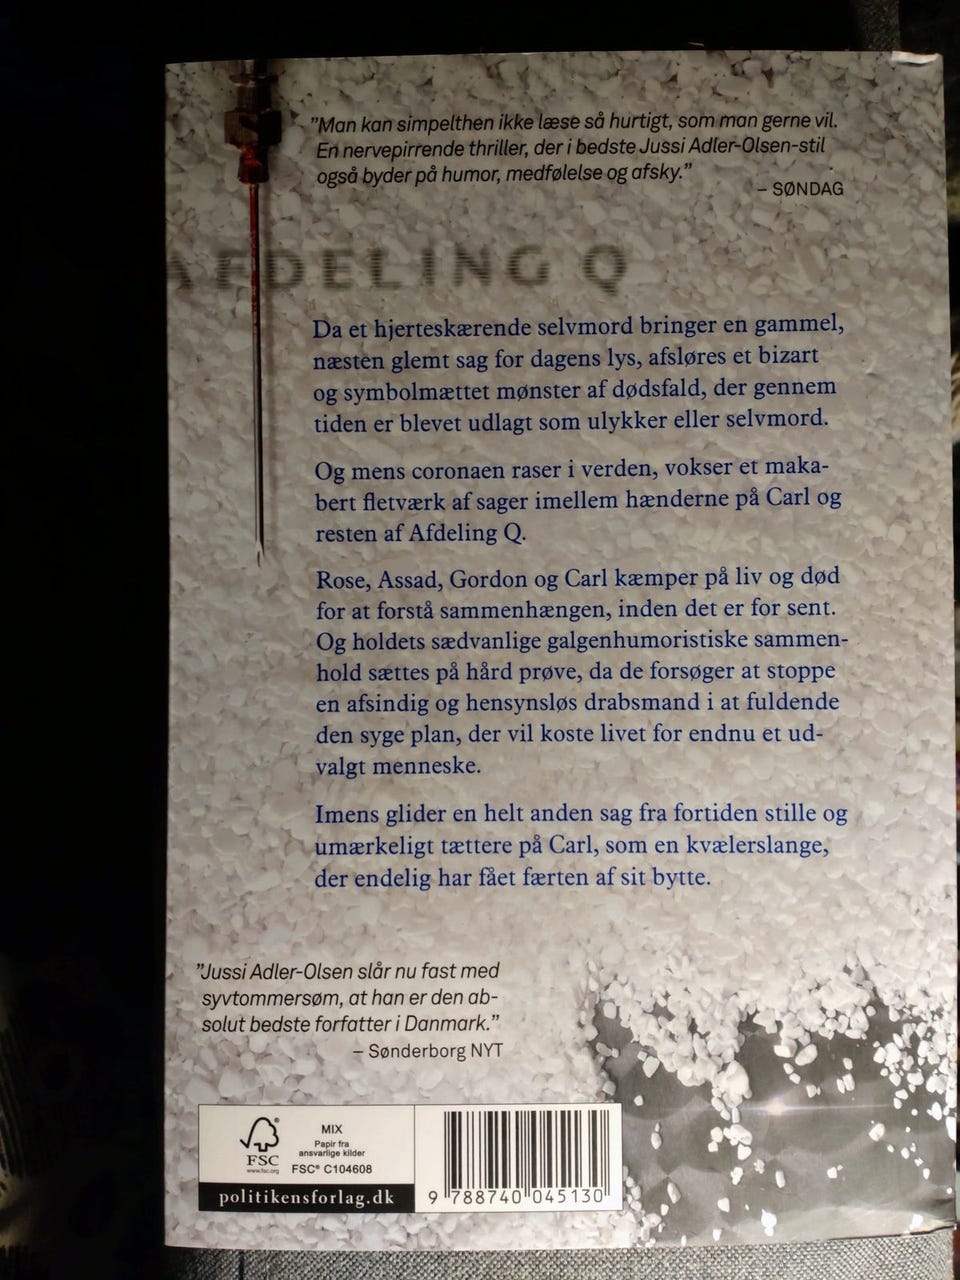 "Man kan simpelthen ikke læse så hurtigt, som man gerne vil.
En nervepirrende thriller, der i bedste Jussi Adler-Olsen-stil
også byder på humor, medfølelse og afsky."
– SØNDAG
AFDELING Q
Da et hjerteskærende selvmord bringer en gammel,
næsten glemt sag for dagens lys, afsløres et bizart
og symbolmættet mønster af dødsfald, der gennem
tiden er blevet udlagt som ulykker eller selvmord.
Og mens coronaen raser i verden, vokser et maka-
bert fletværk af sager imellem hænderne på Carl og
resten af Afdeling Q.
Rose, Assad, Gordon og Carl kæmper på liv og død
for at forstå sammenhængen, inden det er for sent.
Og holdets sædvanlige galgenhumoristiske sammen-
hold sættes på hård prøve, da de forsøger at stoppe
en afsindig og hensynsløs drabsmand i at fuldende
den syge plan, der vil koste livet for endnu et ud-
valgt menneske.
Imens glider en helt anden sag fra fortiden stille og
umærkeligt tættere på Carl, som en kvælerslange,
der endelig har fået færten af sit bytte.
"Jussi Adler-Olsen slår nu fast med
syvtommersøm, at han er den ab-
solut bedste forfatter i Danmark."
– Sønderborg NYT
FSC
www.fsc.org
MIX
Papir fra
ansvarlige kilder
FSC® C104608
politikensforlag.dk
9 788740 045130